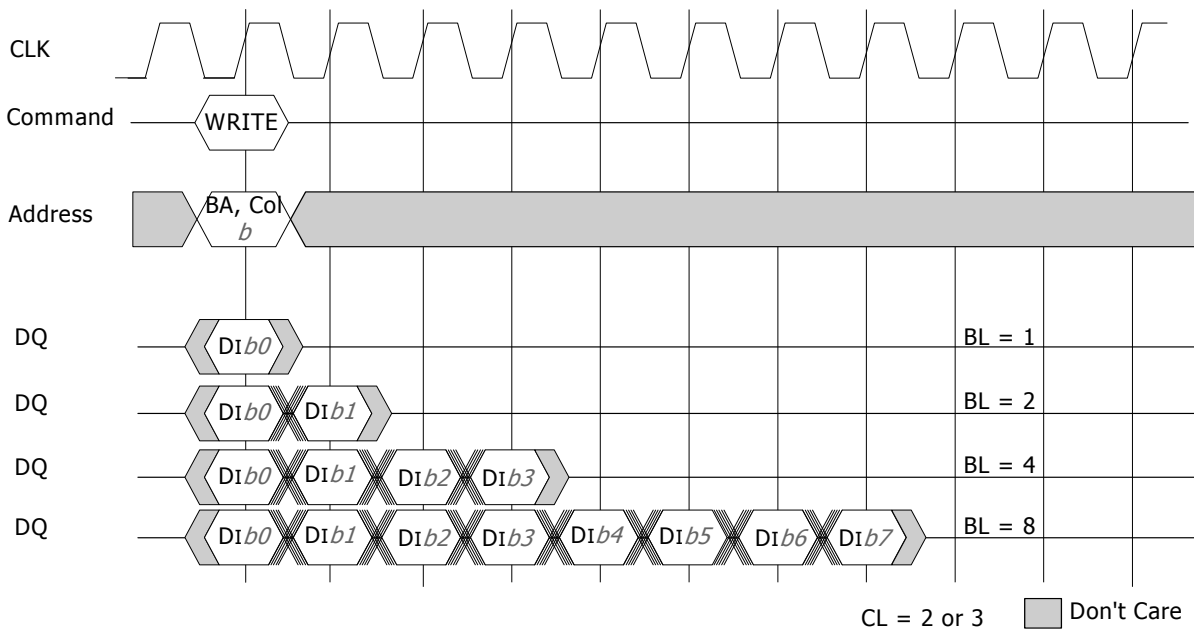 CLK
Command
WRITE
Address
BA, Col
b
DQ
DIb0
BL = 1
DQ
DIb0 DIb1
BL = 2
DQ
DIb0 DIb1 DIb2 DIb3
BL = 4
DQ
DIb0 DIb1 DIb2 DIb3 DIb4 DIb5 DIb6 DIb7
BL = 8
CL = 2 or 3
Don't Care